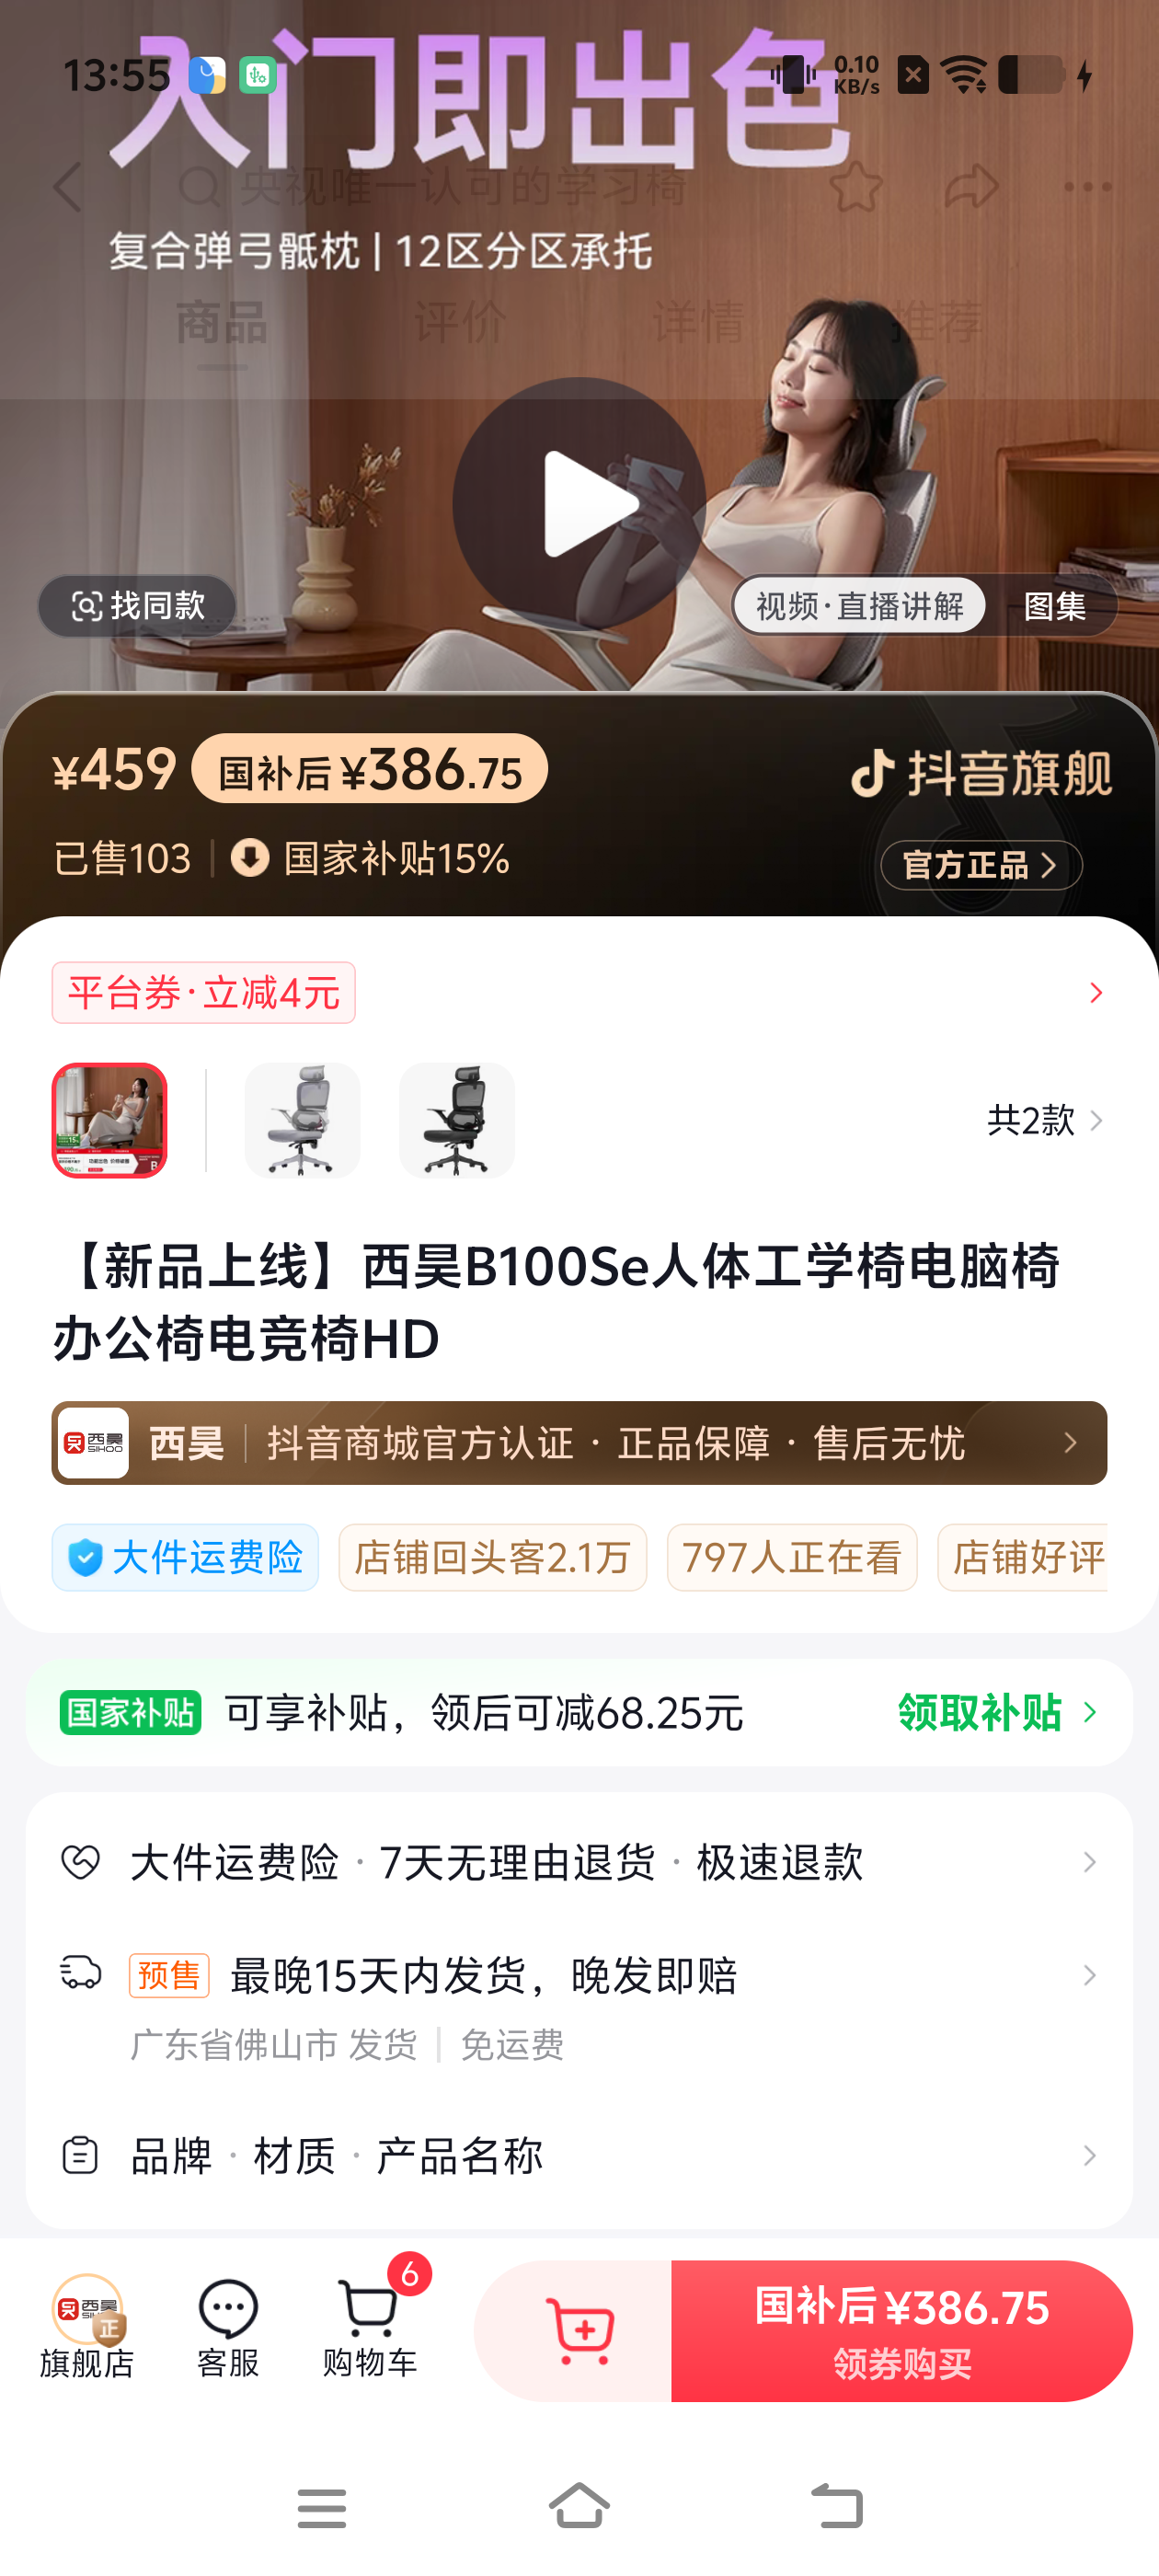 入门即出色
13:55
0.10 KB/s
央视唯一认可的学习椅
复合弹弓骶枕 | 12区分区承托
商品 评价 详情 推荐
找同款
视频·直播讲解 图集
¥459 国补后¥386.75
抖音旗舰
已售103 国家补贴15%
官方正品
平台券·立减4元
共2款
【新品上线】西昊B100Se人体工学椅电脑椅
办公椅电竞椅HD
西昊 SIHOO 西昊 抖音商城官方认证 · 正品保障 · 售后无忧
大件运费险 店铺回头客2.1万 797人正在看 店铺好评
国家补贴 可享补贴，领后可减68.25元 领取补贴
大件运费险 · 7天无理由退货 · 极速退款
预售 最晚15天内发货，晚发即赔
广东省佛山市 发货 | 免运费
品牌 · 材质 · 产品名称
西昊 正
6
国补后¥386.75
旗舰店 客服 购物车
领券购买